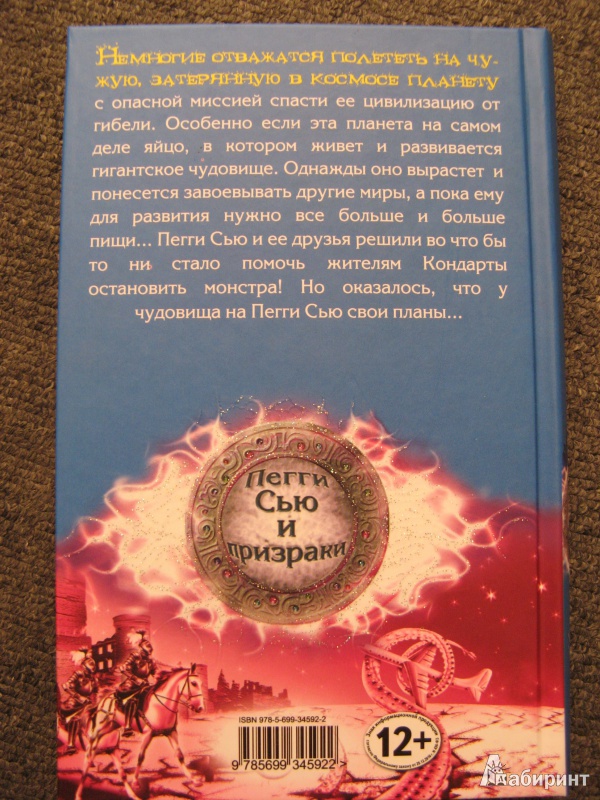 Немногие отважатся полететь на чу-
жую, затерянную в космосе планету
с опасной миссией спасти ее цивилизацию от
гибели. Особенно если эта планета на самом
деле яйцо, в котором живет и развивается
гигантское чудовище. Однажды оно вырастет и
понесется завоевывать другие миры, а пока ему
для развития нужно все больше и больше
пищи... Пегги Сью и ее друзья решили во что бы
то ни стало помочь жителям Кондарты
остановить монстра! Но оказалось, что у
чудовища на Пегги Сью свои планы...
Пегги
Сью и
призраки
ISBN 978-5-699-34592-2
9 785699 345922
Знак информационной продукции
12+
Лабиринт